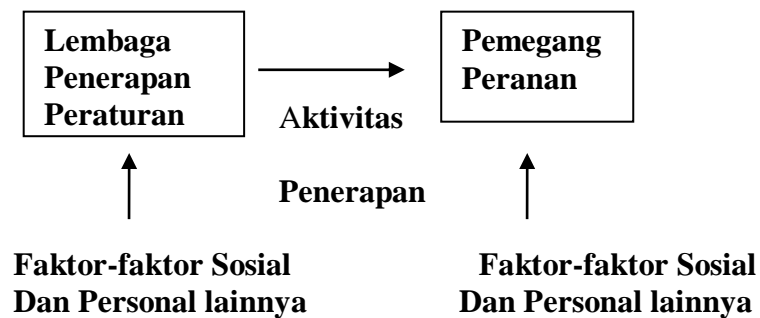 Lembaga
Penerapan
Peraturan
Pemegang
Peranan
Aktivitas
Penerapan
Faktor-faktor Sosial
Dan Personal lainnya
Faktor-faktor Sosial
Dan Personal lainnya